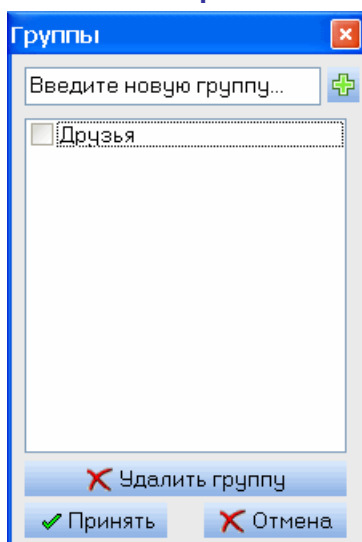 Группы
Введите новую группу...
Друзья
Удалить группу
Принять Отмена